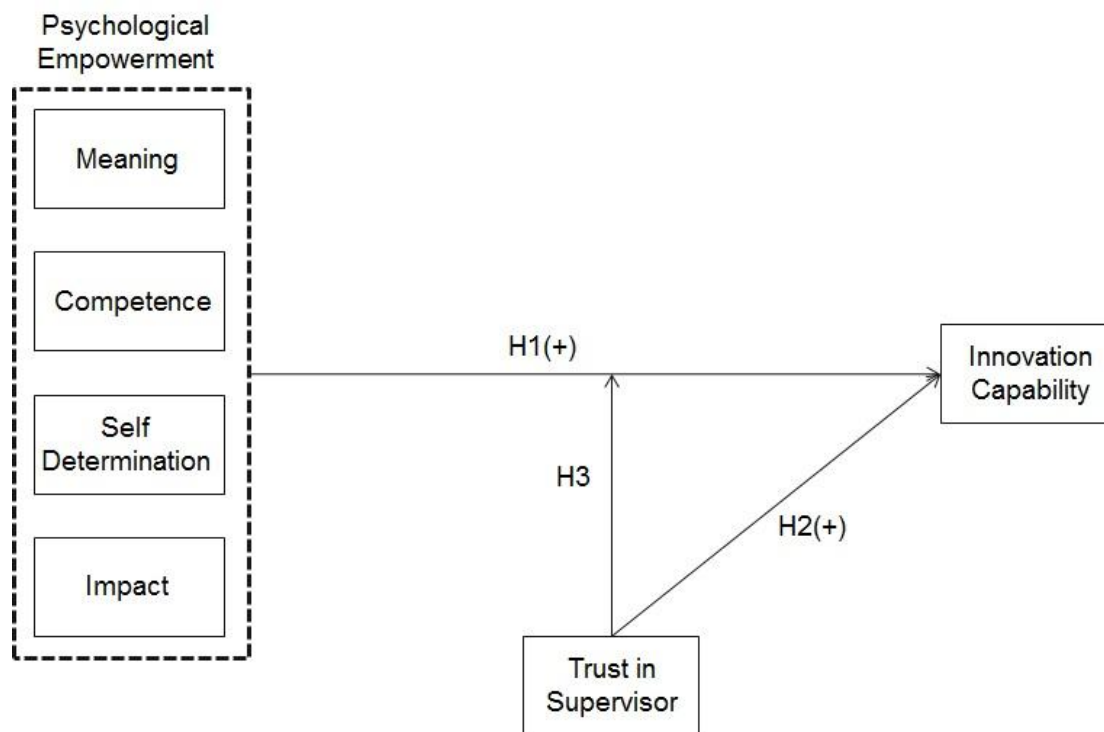 Psychological
Empowerment
Meaning
Competence
Self
Determination
Impact
H1(+)
H3
H2(+)
Innovation
Capability
Trust in
Supervisor